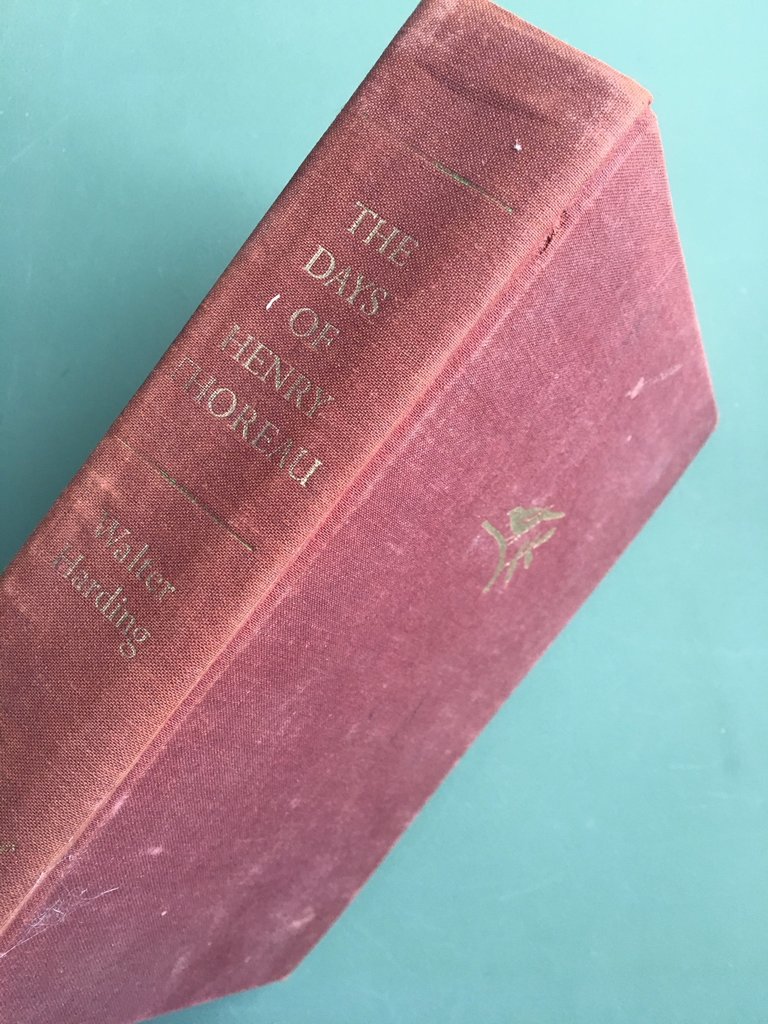 THE
DAYS
OF
HENRY
THOREAU
Walter
Harding